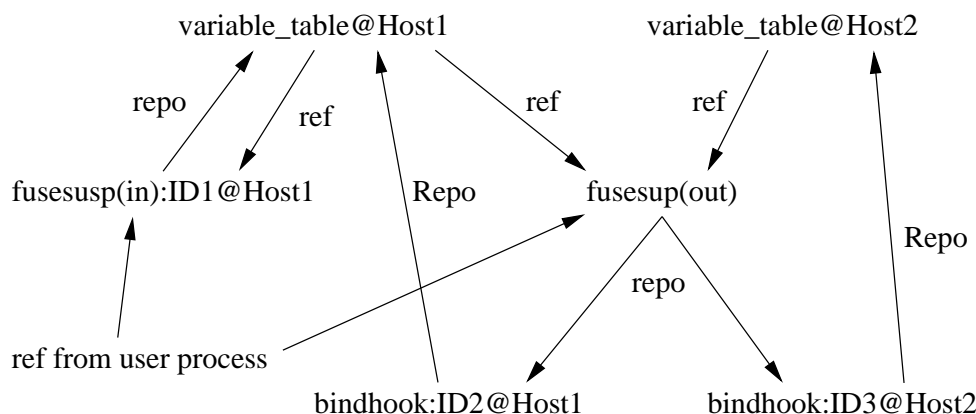 variable_table@Host1
variable_table@Host2
repo
ref
ref
ref
fusesusp(in):ID1@Host1
Repo
fusesup(out)
Repo
repo
ref from user process
bindhook:ID2@Host1
bindhook:ID3@Host2